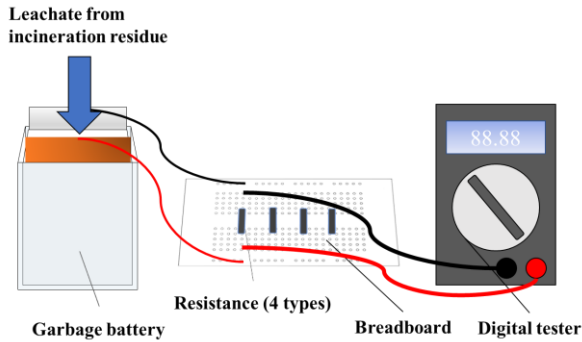 Leachate from
incineration residue
88.88
Resistance (4 types)
Garbage battery
Breadboard
Digital tester